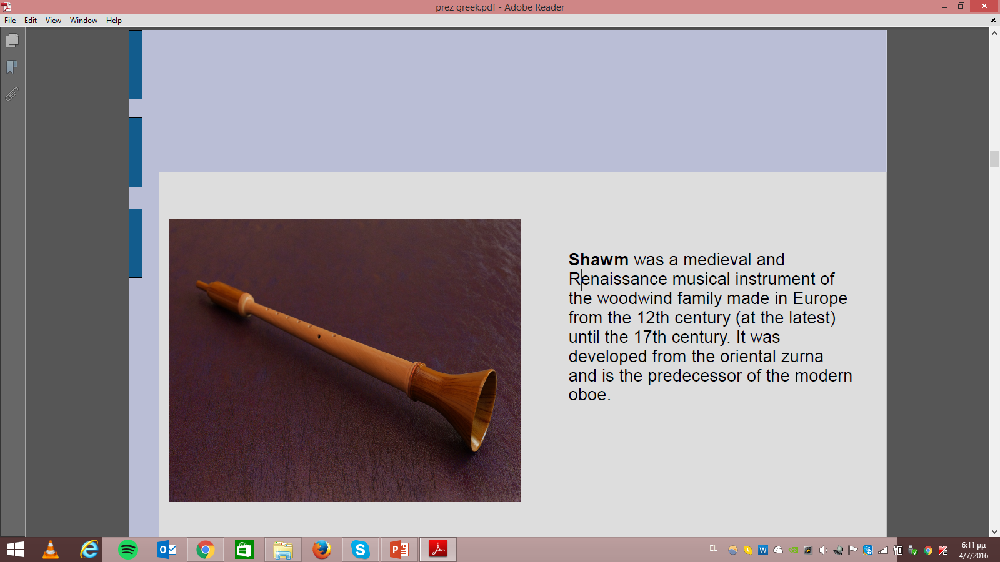 prez greek.pdf - Adobe Reader
File Edit View Window Help
Shawm was a medieval and
Renaissance musical instrument of
the woodwind family made in Europe
from the 12th century (at the latest)
until the 17th century. It was
developed from the oriental zurna
and is the predecessor of the modern
oboe.
EL
6:11 μμ
4/7/2016